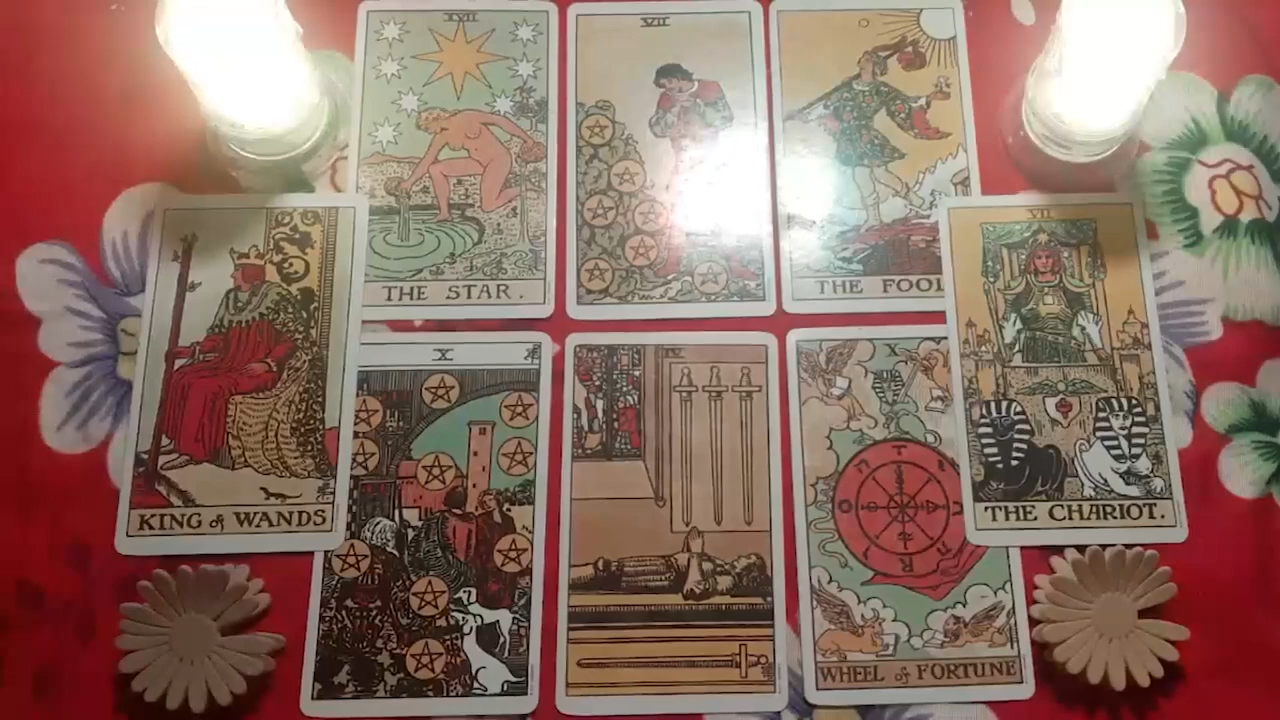 XVII
THE STAR.
VII
THE FOOL
KING of WANDS
VII
THE CHARIOT.
X
IV
X
WHEEL of FORTUNE